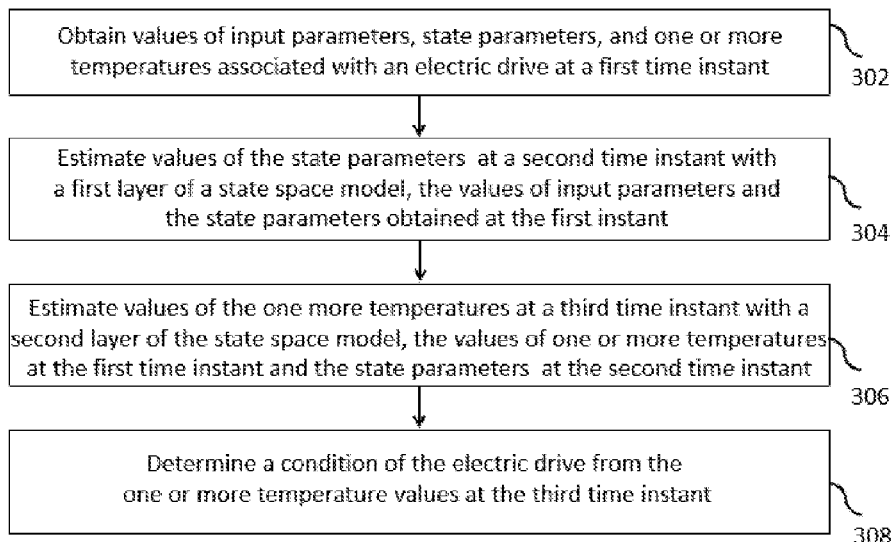 Obtain values of input parameters, state parameters, and one or more
temperatures associated with an electric drive at a first time instant
302
Estimate values of the state parameters at a second time instant with
a first layer of a state space model, the values of input parameters and
the state parameters obtained at the first instant
304
Estimate values of the one more temperatures at a third time instant with a
second layer of the state space model, the values of one or more temperatures
at the first time instant and the state parameters at the second time instant
306
Determine a condition of the electric drive from the
one or more temperature values at the third time instant
308